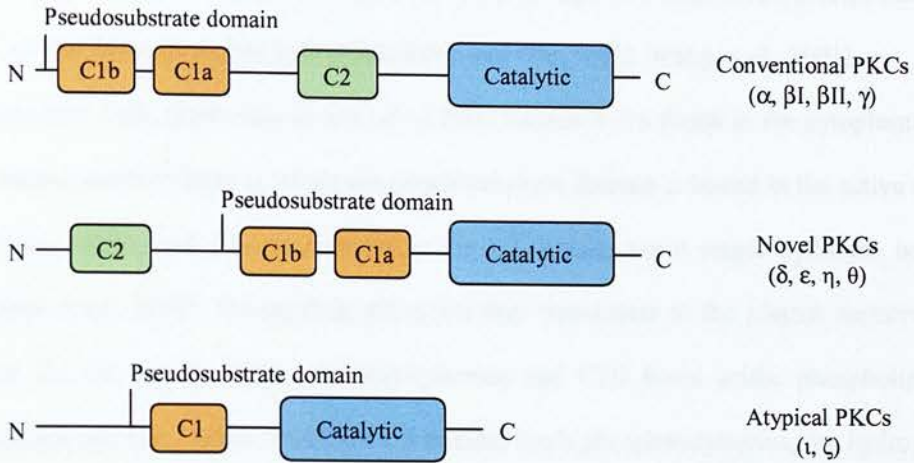 Pseudosubstrate domain
N C1b C1a C2 Catalytic C
Conventional PKCs
(α, βI, βII, γ)
Pseudosubstrate domain
N C2 C1b C1a Catalytic C
Novel PKCs
(δ, ε, η, θ)
Pseudosubstrate domain
N C1 Catalytic C
Atypical PKCs
(ι, ζ)